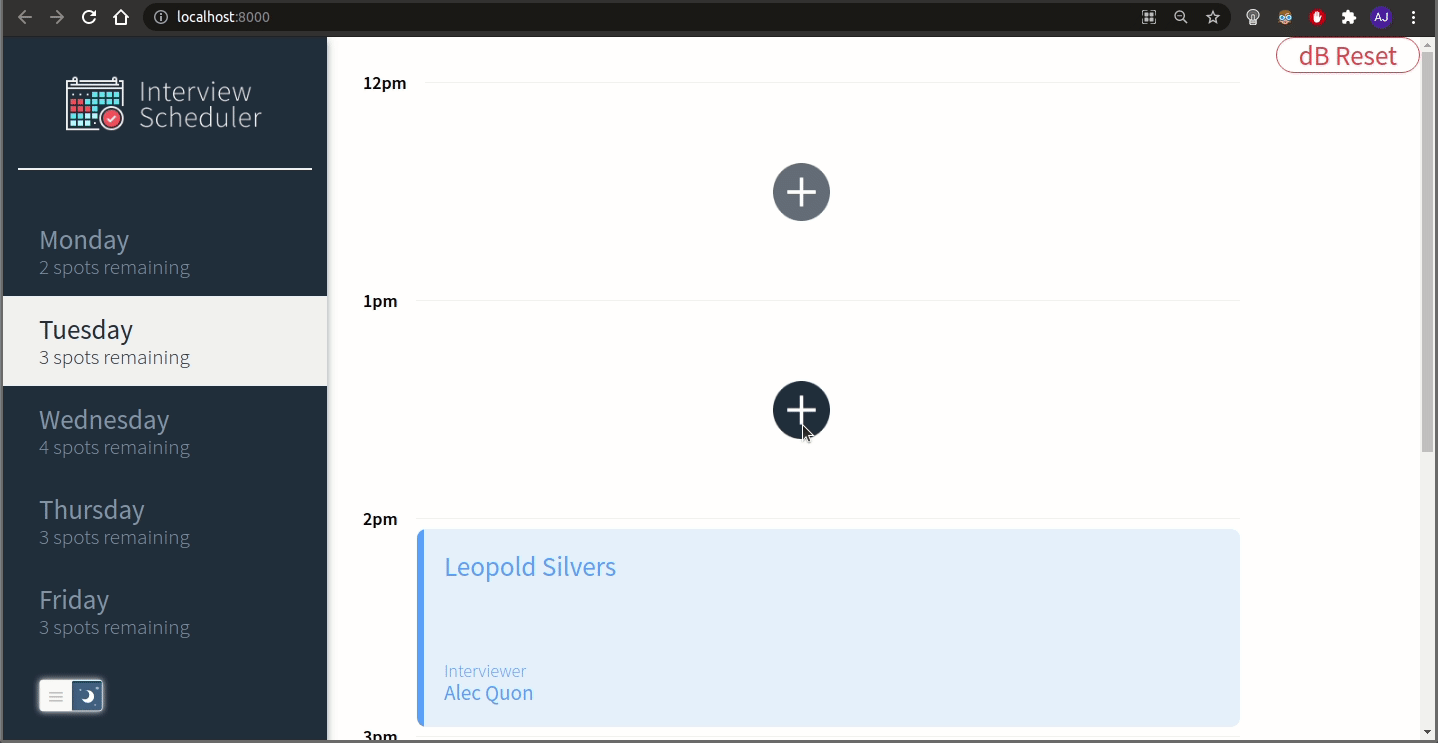 localhost:8000
AJ
Interview
Scheduler
Monday
2 spots remaining
Tuesday
3 spots remaining
Wednesday
4 spots remaining
Thursday
3 spots remaining
Friday
3 spots remaining
dB Reset
12pm
1pm
2pm
Leopold Silvers
Interviewer
Alec Quon
3pm